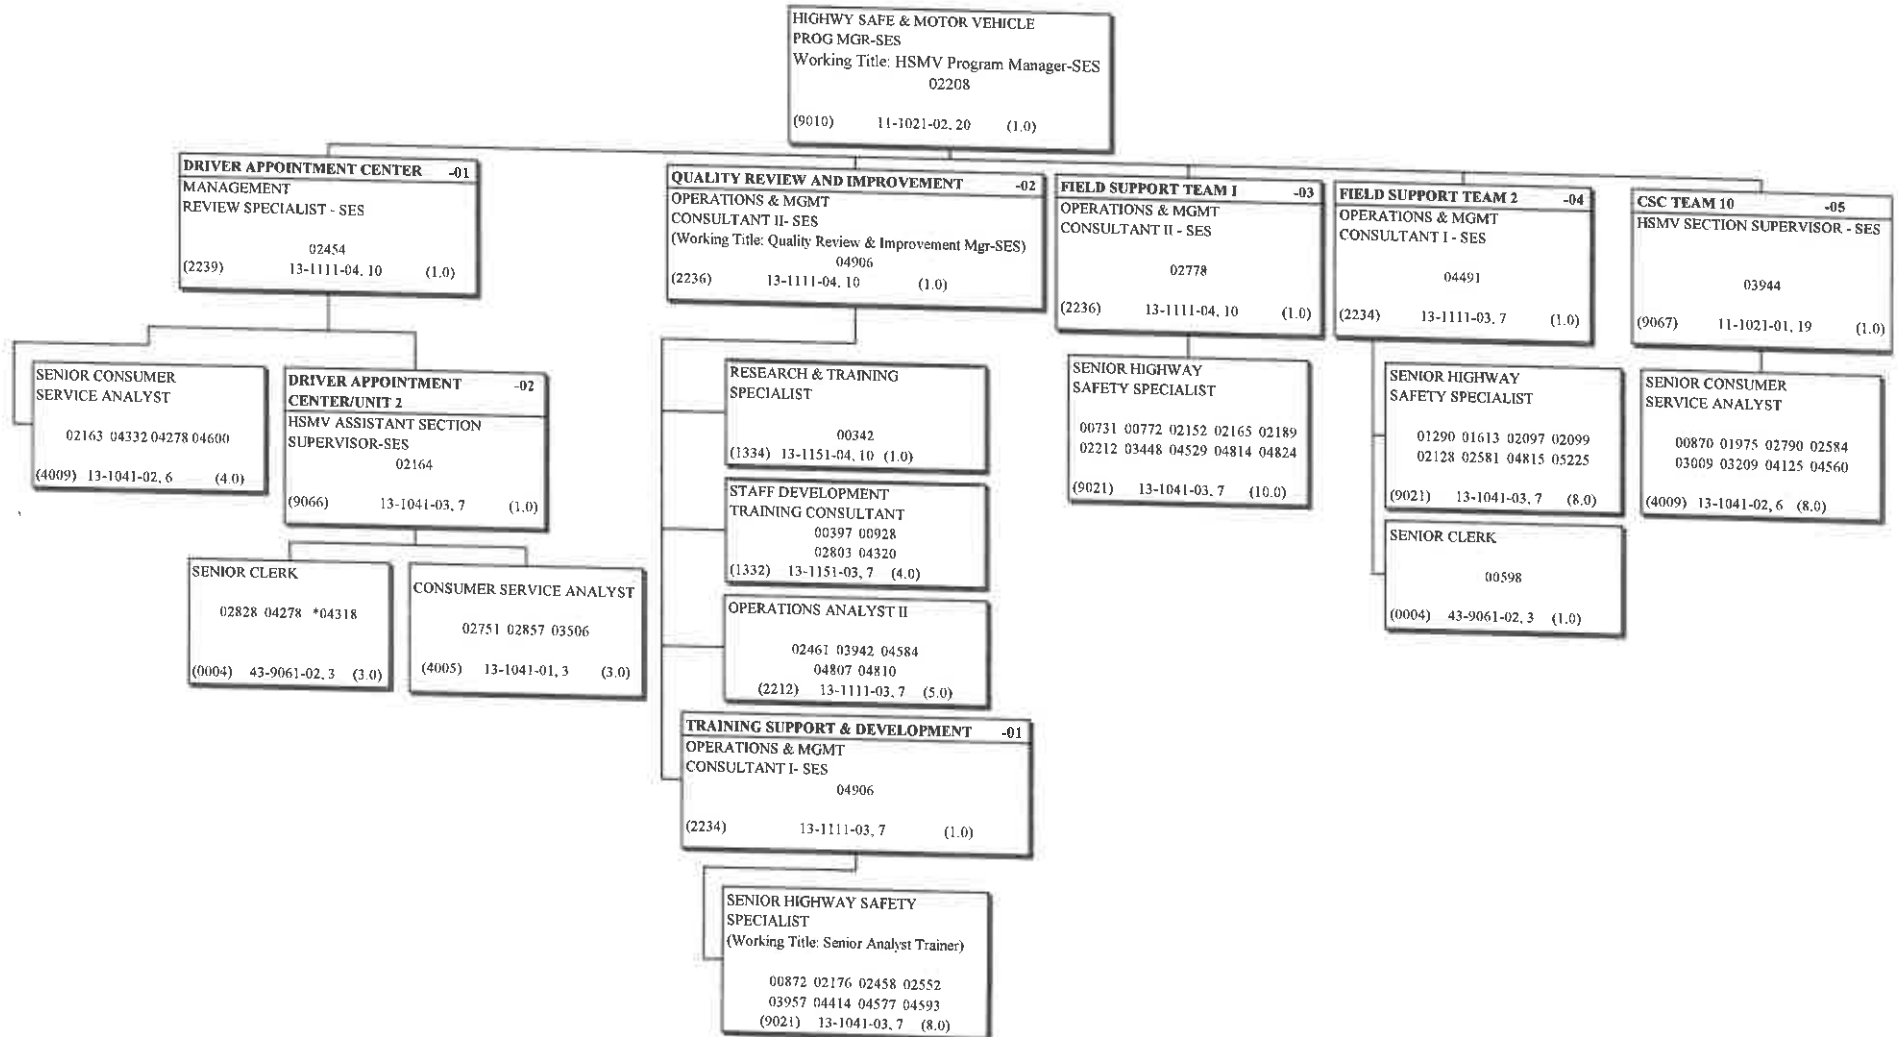 HIGHWY SAFE & MOTOR VEHICLE
PROG MGR-SES
Working Title: HSMV Program Manager-SES
02208
(9010) 11-1021-02, 20 (1.0)
DRIVER APPOINTMENT CENTER -01
MANAGEMENT
REVIEW SPECIALIST - SES
02454
(2239) 13-1111-04, 10 (1.0)
QUALITY REVIEW AND IMPROVEMENT -02
OPERATIONS & MGMT
CONSULTANT II- SES
(Working Title: Quality Review & Improvement Mgr-SES)
04906
(2236) 13-1111-04, 10 (1.0)
FIELD SUPPORT TEAM I -03
OPERATIONS & MGMT
CONSULTANT II - SES
02778
(2236) 13-1111-04, 10 (1.0)
FIELD SUPPORT TEAM 2 -04
OPERATIONS & MGMT
CONSULTANT I - SES
04491
(2234) 13-1111-03, 7 (1.0)
CSC TEAM 10 -05
HSMV SECTION SUPERVISOR - SES
03944
(9067) 11-1021-01, 19 (1.0)
SENIOR CONSUMER
SERVICE ANALYST
02163 04332 04278 04600
(4009) 13-1041-02, 6 (4.0)
DRIVER APPOINTMENT -02
CENTER/UNIT 2
HSMV ASSISTANT SECTION
SUPERVISOR-SES
02164
(9066) 13-1041-03, 7 (1.0)
SENIOR CLERK
02828 04278 *04318
(0004) 43-9061-02, 3 (3.0)
CONSUMER SERVICE ANALYST
02751 02857 03506
(4005) 13-1041-01, 3 (3.0)
RESEARCH & TRAINING
SPECIALIST
00342
(1334) 13-1151-04, 10 (1.0)
STAFF DEVELOPMENT
TRAINING CONSULTANT
00397 00928
02803 04320
(1332) 13-1151-03, 7 (4.0)
OPERATIONS ANALYST II
02461 03942 04584
04807 04810
(2212) 13-1111-03, 7 (5.0)
TRAINING SUPPORT & DEVELOPMENT -01
OPERATIONS & MGMT
CONSULTANT I- SES
04906
(2234) 13-1111-03, 7 (1.0)
SENIOR HIGHWAY SAFETY
SPECIALIST
(Working Title: Senior Analyst Trainer)
00872 02176 02458 02552
03957 04414 04577 04593
(9021) 13-1041-03, 7 (8.0)
SENIOR HIGHWAY
SAFETY SPECIALIST
00731 00772 02152 02165 02189
02212 03448 04529 04814 04824
(9021) 13-1041-03, 7 (10.0)
SENIOR HIGHWAY
SAFETY SPECIALIST
01290 01613 02097 02099
02128 02581 04815 05225
(9021) 13-1041-03, 7 (8.0)
SENIOR CLERK
00598
(0004) 43-9061-02, 3 (1.0)
SENIOR CONSUMER
SERVICE ANALYST
00870 01975 02790 02584
03009 03209 04125 04560
(4009) 13-1041-02, 6 (8.0)